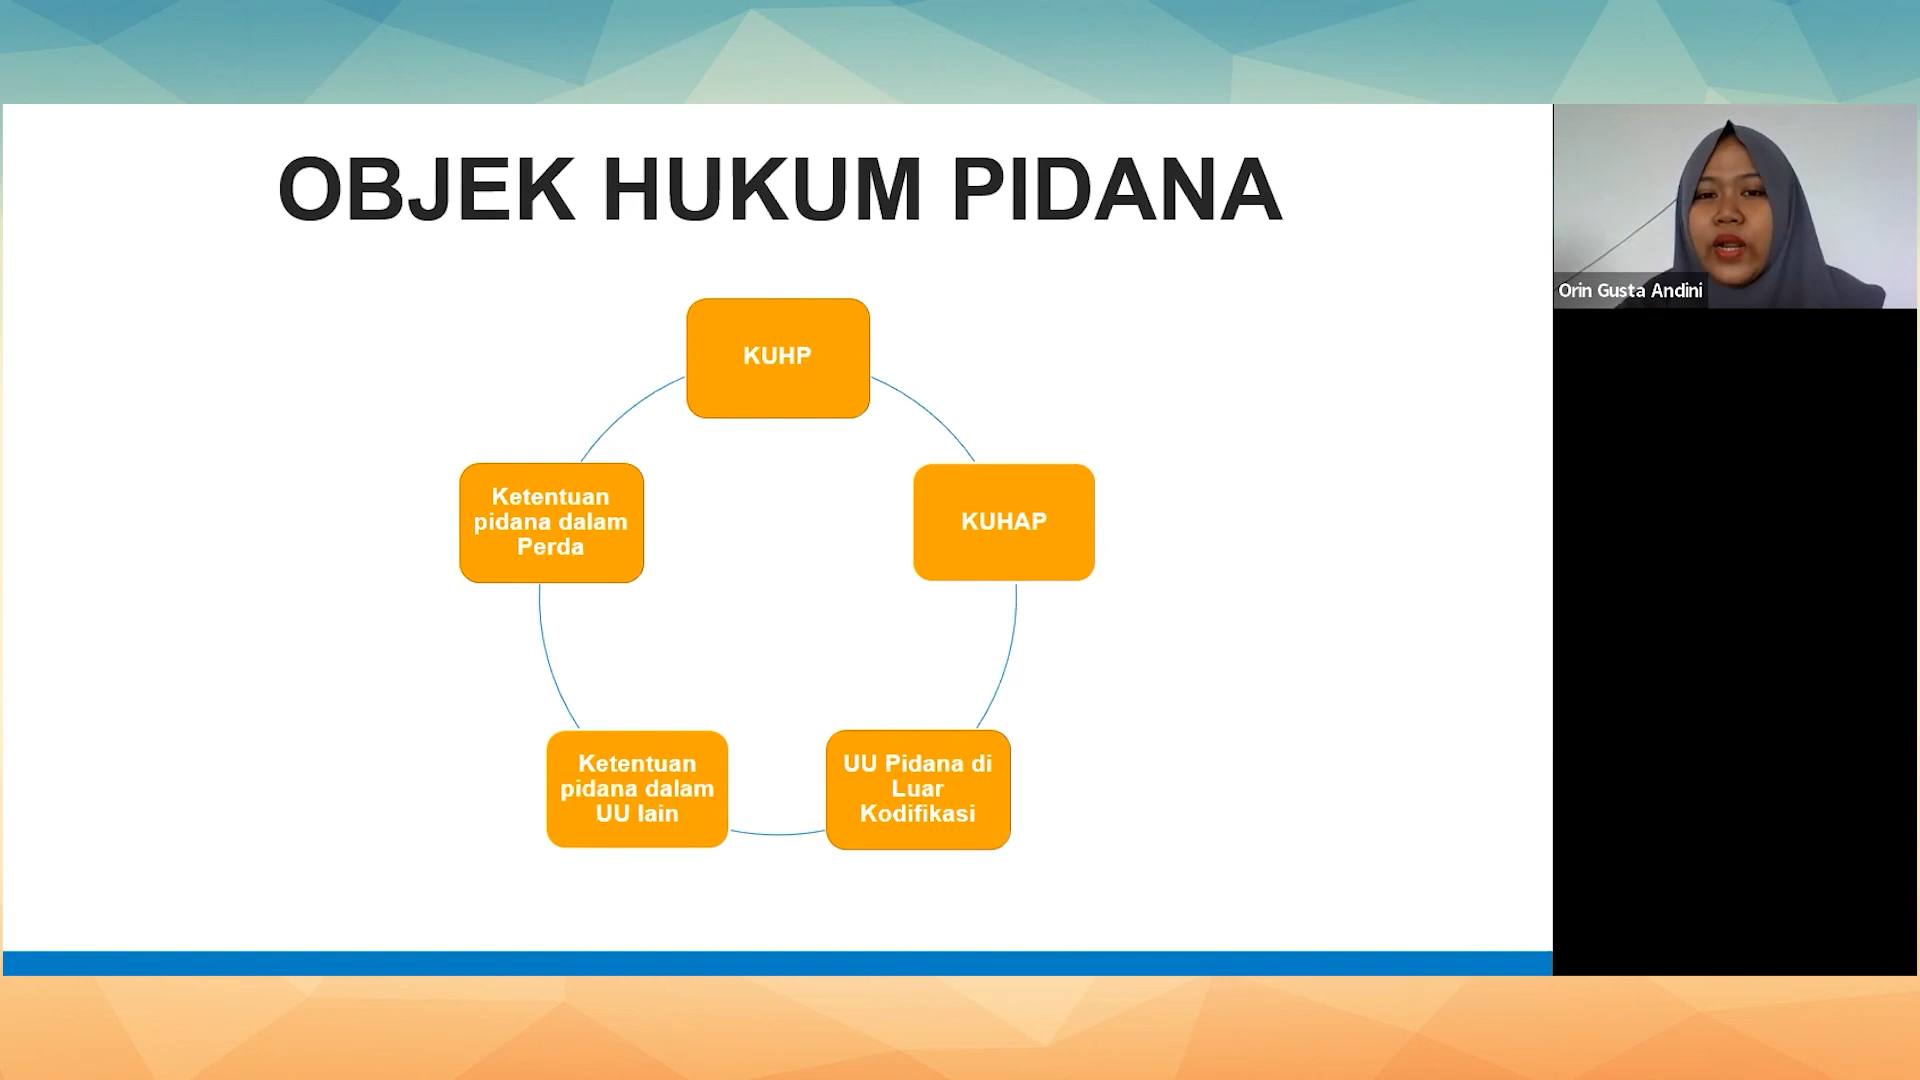 OBJEK HUKUM PIDANA
KUHP
KUHAP
UU Pidana di
Luar
Kodifikasi
Ketentuan
pidana dalam
UU lain
Ketentuan
pidana dalam
Perda
Orin Gusta Andini